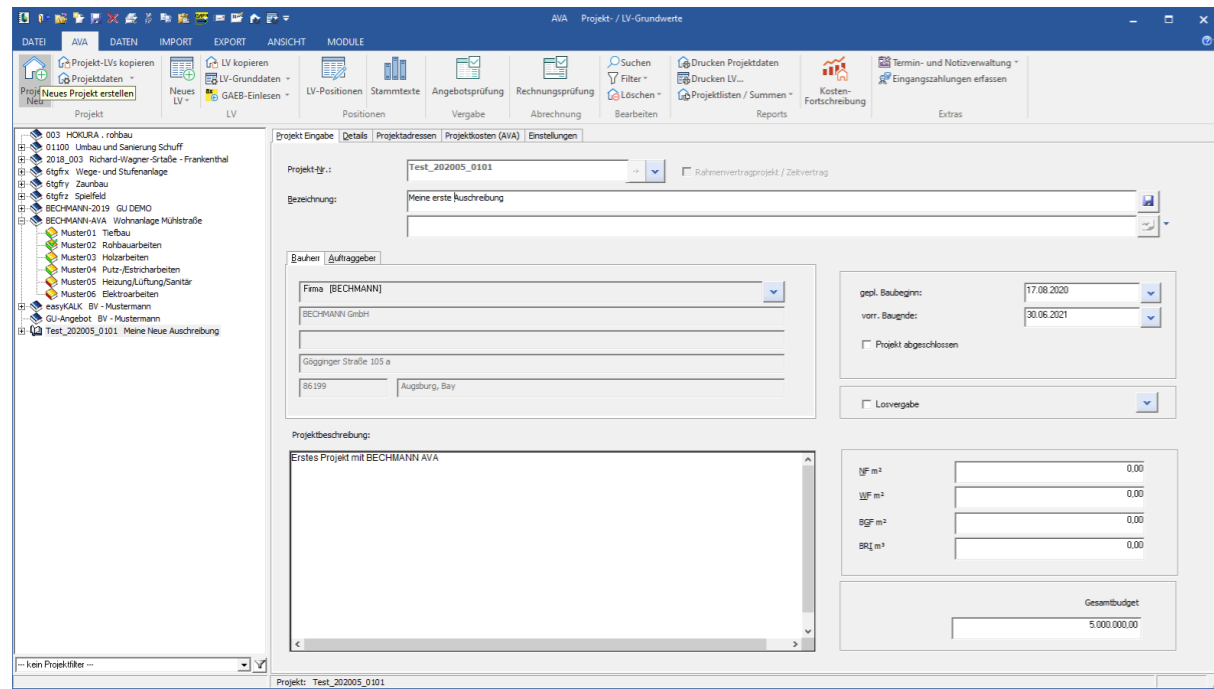 AVA Projekt- / LV-Grundwerte
DATEI AVA DATEN IMPORT EXPORT ANSICHT MODULE
Projekt-LVs kopieren
Projektdaten
Neues Projekt erstellen
Neu
Projekt
Neues LV
LV kopieren
LV-Grunddaten
GAEB-Einlesen
LV
LV-Positionen Stammtexte
Positionen
Angebotsprüfung
Vergabe
Rechnungsprüfung
Abrechnung
Suchen
Filter
Löschen
Bearbeiten
Drucken Projektdaten
Drucken LV...
Projektlisten / Summen
Reports
Kosten-
Fortschreibung
Termin- und Notizverwaltung
Eingangszahlungen erfassen
Extras
003 HOKURA . rohbau
01100 Umbau und Sanierung Schuff
2018_003 Richard-Wagner-Srtaße - Frankenthal
6tgfrx Wege- und Stufenanlage
6tgfry Zaunbau
6tgfrz Spielfeld
BECHMANN-2019 GU DEMO
BECHMANN-AVA Wohnanlage Mühlstraße
Muster01 Tiefbau
Muster02 Rohbauarbeiten
Muster03 Holzarbeiten
Muster04 Putz-/Estricharbeiten
Muster05 Heizung/Lüftung/Sanitär
Muster06 Elektroarbeiten
easyKALK BV - Mustermann
GU-Angebot BV - Mustermann
Test_202005_0101 Meine Neue Auschreibung
--- kein Projektfilter ---
Projekt Eingabe Details Projektadressen Projektkosten (AVA) Einstellungen
Projekt-Nr.: Test_202005_0101 Rahmenvertragprojekt / Zeitvertrag
Bezeichnung: Meine erste Auschreibung
Bauherr Auftraggeber
Firma [BECHMANN]
BECHMANN GmbH
Gögginger Straße 105 a
86199 Augsburg, Bay
gepl. Baubeginn: 17.08.2020
vorr. Bauende: 30.06.2021
Projekt abgeschlossen
Losvergabe
Projektbeschreibung:
Erstes Projekt mit BECHMANN AVA
NF m² 0,00
WF m² 0,00
BGF m² 0,00
BRI m³ 0,00
Gesamtbudget
5.000.000,00
Projekt: Test_202005_0101